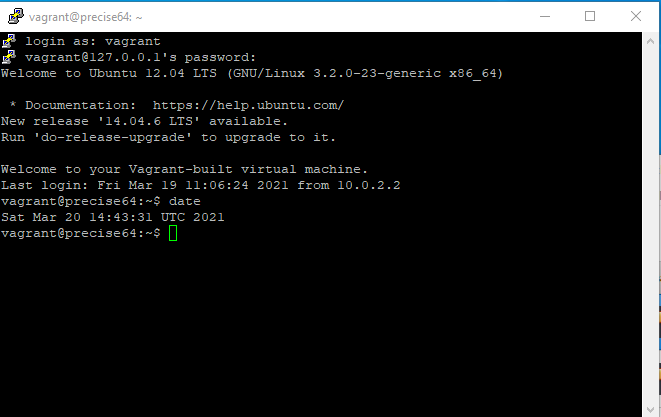 vagrant@precise64: ~
login as: vagrant
vagrant@127.0.0.1's password:
Welcome to Ubuntu 12.04 LTS (GNU/Linux 3.2.0-23-generic x86_64)
 * Documentation:  https://help.ubuntu.com/
New release '14.04.6 LTS' available.
Run 'do-release-upgrade' to upgrade to it.
Welcome to your Vagrant-built virtual machine.
Last login: Fri Mar 19 11:06:24 2021 from 10.0.2.2
vagrant@precise64:~$ date
Sat Mar 20 14:43:31 UTC 2021
vagrant@precise64:~$